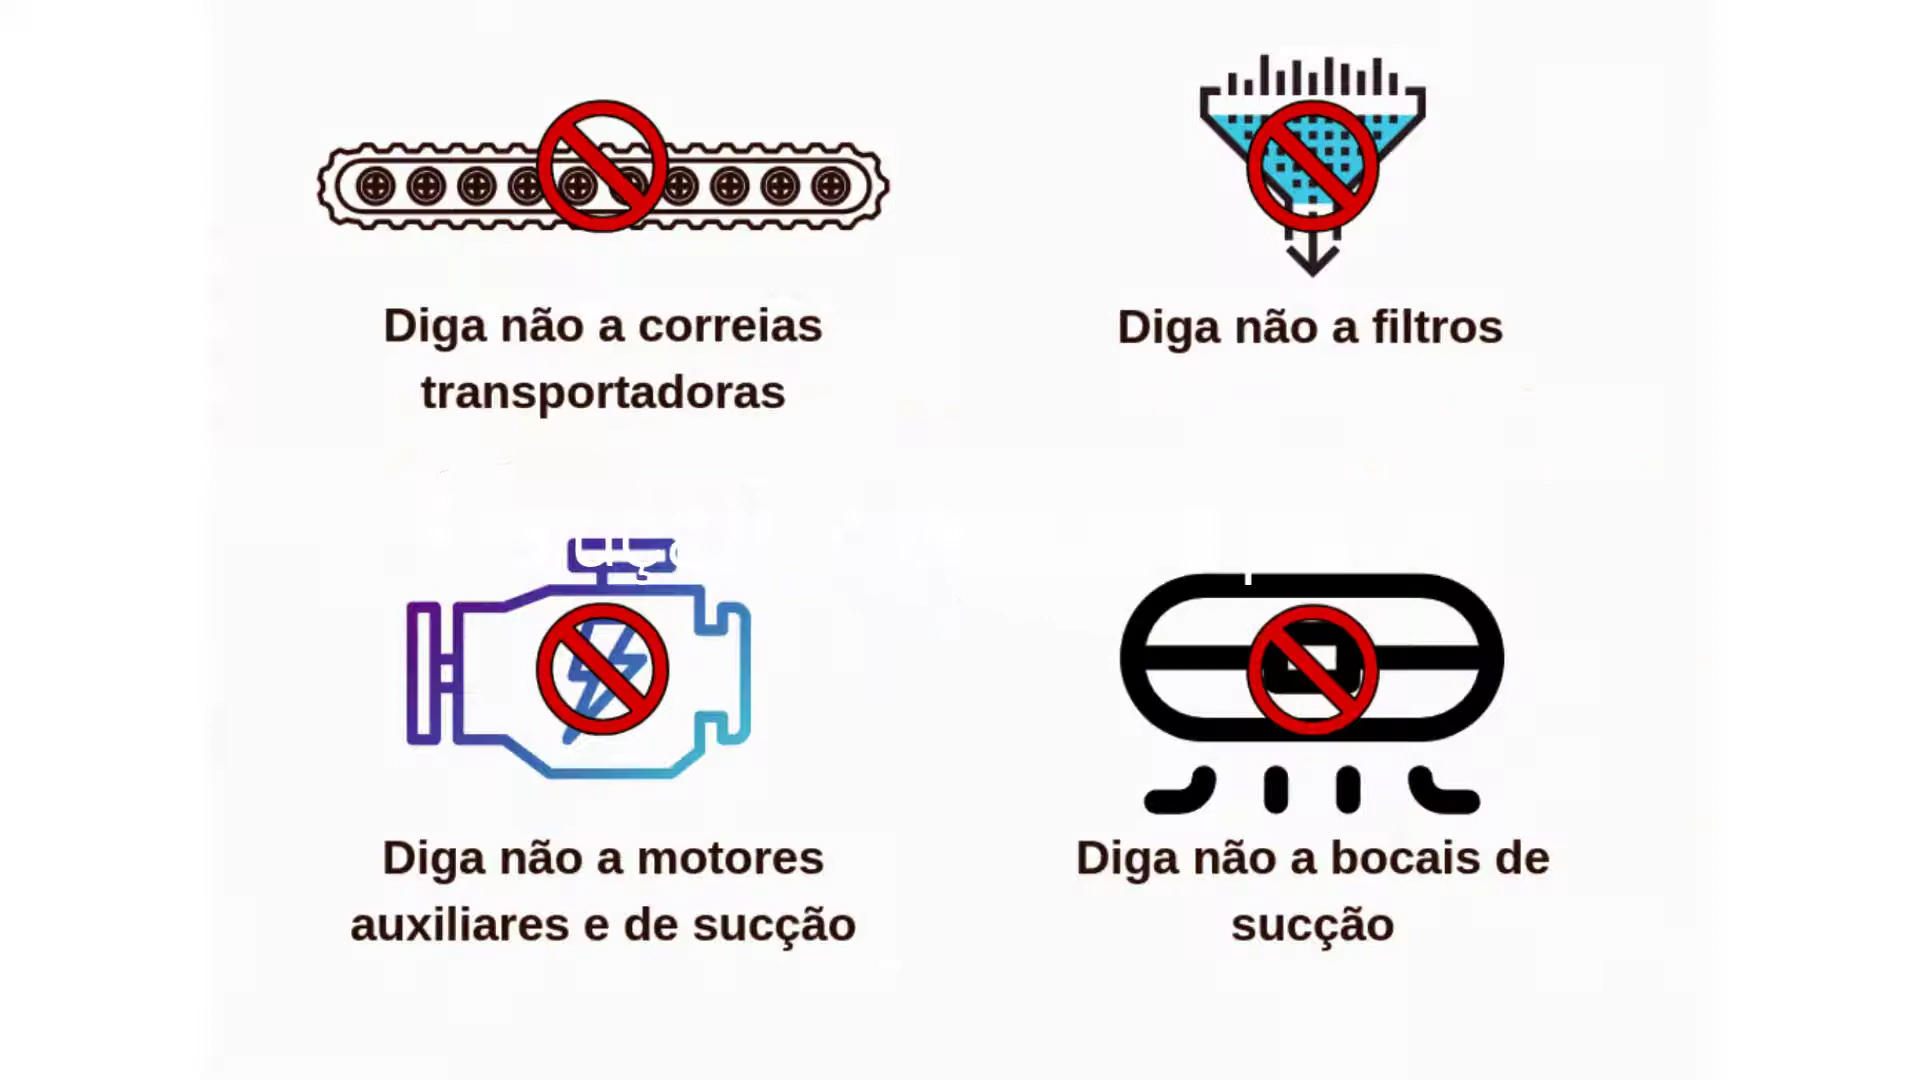 Diga não a correias
transportadoras
Diga não a filtros
Diga não a motores
auxiliares e de sucção
Diga não a bocais de
sucção